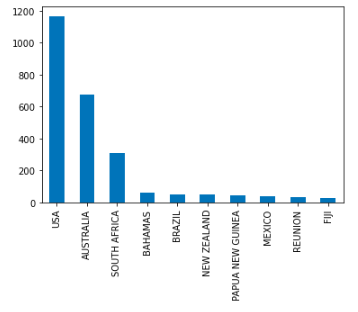 1200
1000
800
600
400
200
0
USA
AUSTRALIA
SOUTH AFRICA
BAHAMAS
BRAZIL
NEW ZEALAND
PAPUA NEW GUINEA
MEXICO
REUNION
FIJI